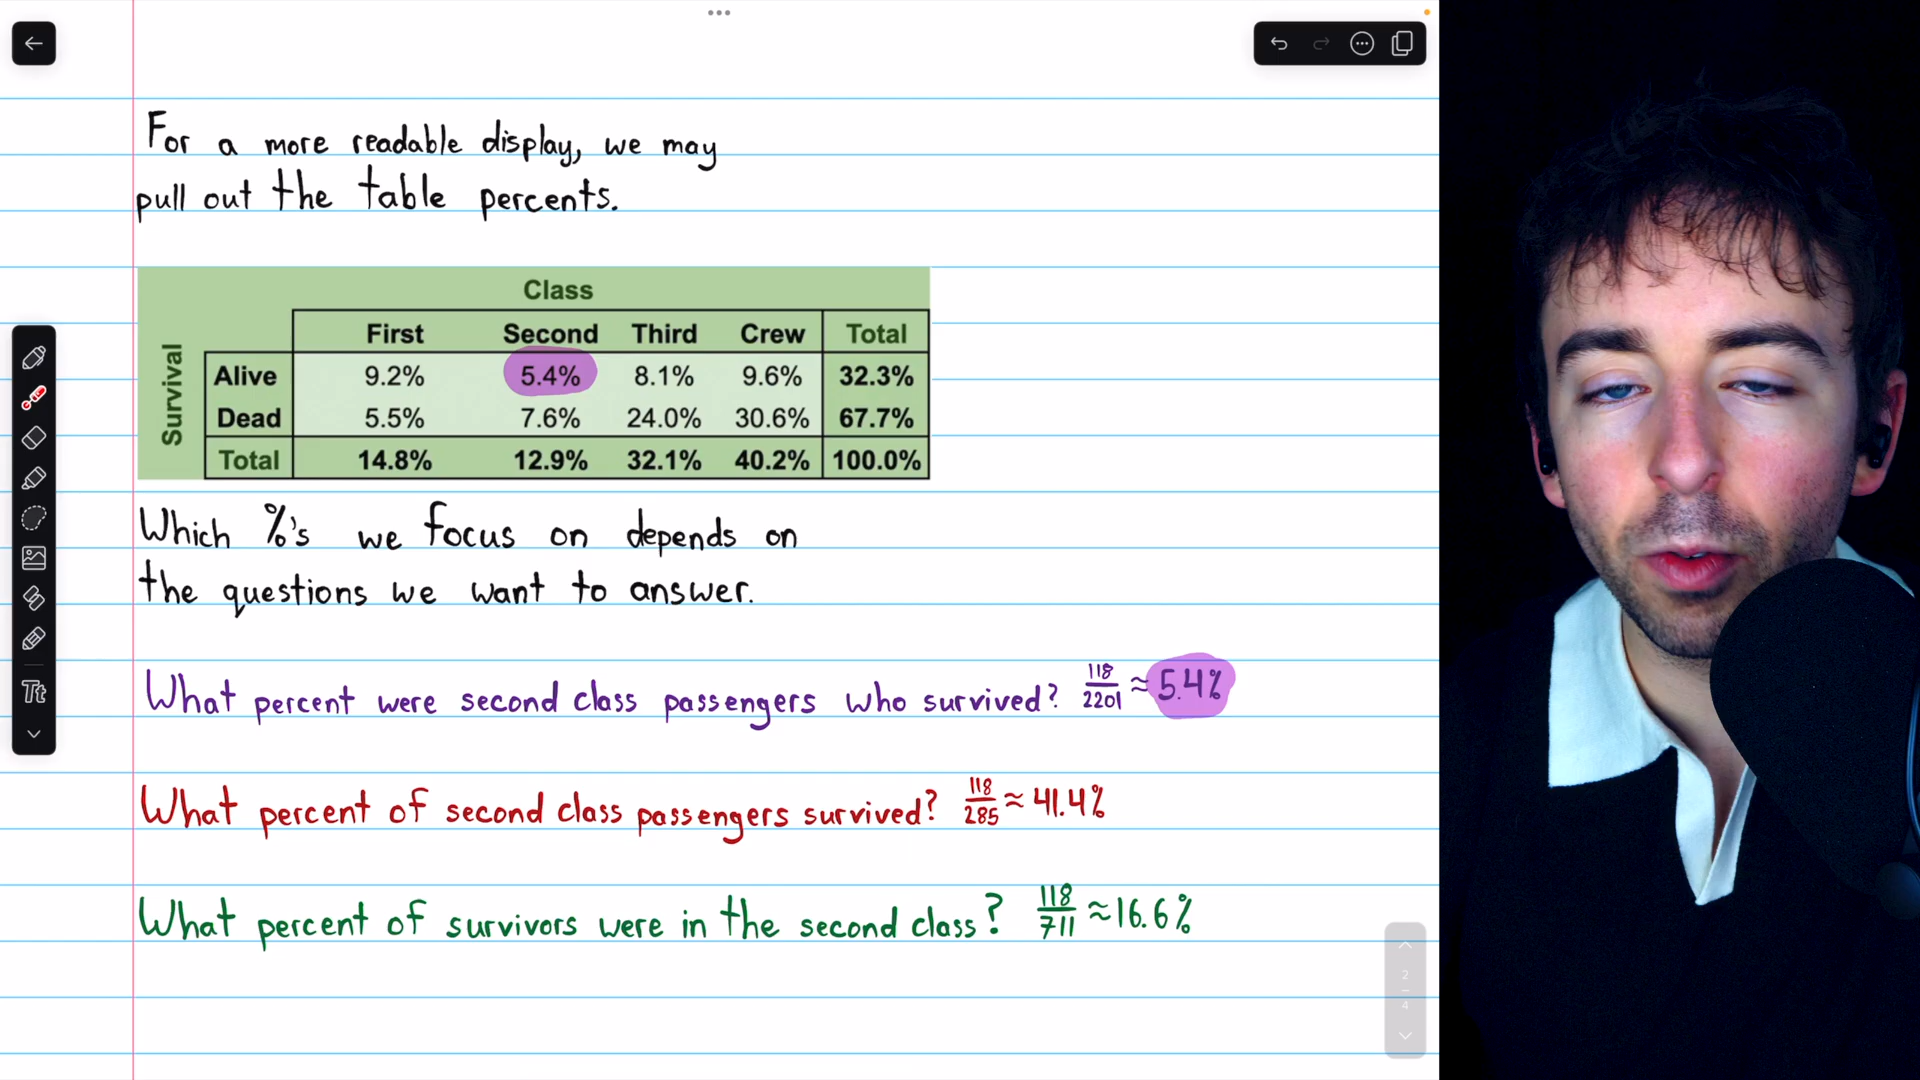 For a more readable display, we may
pull out the table percents.
Class
First Second Third Crew Total
Survival
Alive 9.2% 5.4% 8.1% 9.6% 32.3%
Dead 5.5% 7.6% 24.0% 30.6% 67.7%
Total 14.8% 12.9% 32.1% 40.2% 100.0%
Which %'s we focus on depends on
the questions we want to answer.
What percent were second class passengers who survived? 118/2201 ≈ 5.4%
What percent of second class passengers survived? 118/285 ≈ 41.4%
What percent of survivors were in the second class? 118/711 ≈ 16.6%
Tt
2
4